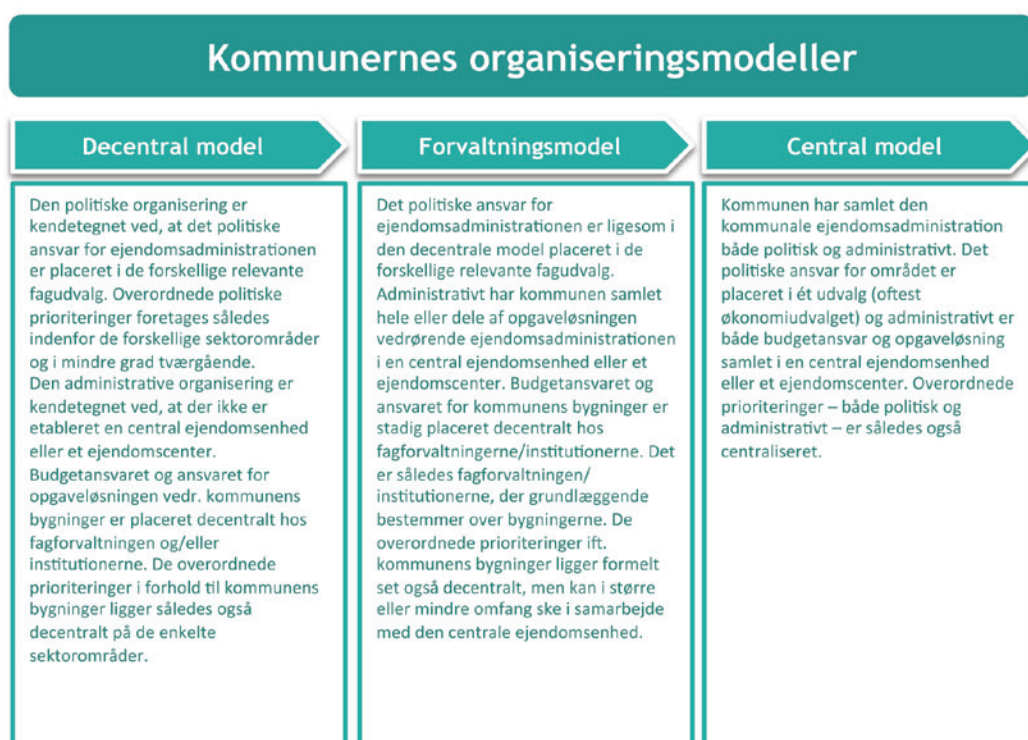 Kommunernes organiseringsmodeller
Decentral model
Den politiske organisering er
kendetegnet ved, at det politiske
ansvar for ejendomsadministrationen
er placeret i de forskellige relevante
fagudvalg. Overordnede politiske
prioriteringer foretages således
indenfor de forskellige sektorområder
og i mindre grad tværgående.
Den administrative organisering er
kendetegnet ved, at der ikke er
etableret en central ejendomsenhed
eller et ejendomscenter.
Budgetansvaret og ansvaret for
opgaveløsningen vedr. kommunens
bygninger er placeret decentralt hos
fagforvaltningen og/eller
institutionerne. De overordnede
prioriteringer i forhold til kommunens
bygninger ligger således også
decentralt på de enkelte
sektorområder.
Forvaltningsmodel
Det politiske ansvar for
ejendomsadministrationen er ligesom i
den decentrale model placeret i de
forskellige relevante fagudvalg.
Administrativt har kommunen samlet
hele eller dele af opgaveløsningen
vedrørende ejendomsadministrationen
i en central ejendomsenhed eller et
ejendomscenter. Budgetansvaret og
ansvaret for kommunens bygninger er
stadig placeret decentralt hos
fagforvaltningerne/institutionerne. Det
er således fagforvaltningen/
institutionerne, der grundlæggende
bestemmer over bygningerne. De
overordnede prioriteringer ift.
kommunens bygninger ligger formelt
set også decentralt, men kan i større
eller mindre omfang ske i samarbejde
med den centrale ejendomsenhed.
Central model
Kommunen har samlet den
kommunale ejendomsadministration
både politisk og administrativt. Det
politiske ansvar for området er
placeret i ét udvalg (oftest
økonomiudvalget) og administrativt er
både budgetansvar og opgaveløsning
samlet i en central ejendomsenhed
eller et ejendomscenter. Overordnede
prioriteringer – både politisk og
administrativt – er således også
centraliseret.